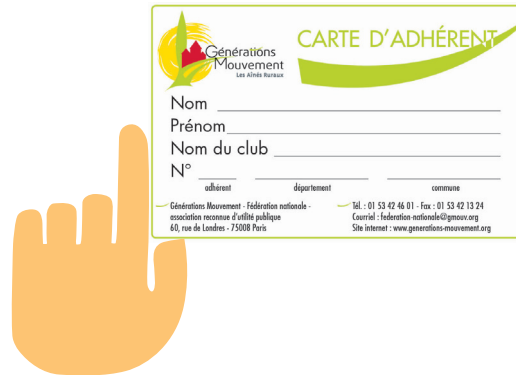 Générations
Mouvement
Les Aînés Ruraux
CARTE D'ADHÉRENT
Nom
Prénom
Nom du club
N°
adhérent département commune
Générations Mouvement - Fédération nationale -
association reconnue d'utilité publique
60, rue de Londres - 75008 Paris
Tél. : 01 53 42 46 01 - Fax : 01 53 42 13 24
Courriel : federation-nationale@gmouv.org
Site internet : www.generations-mouvement.org